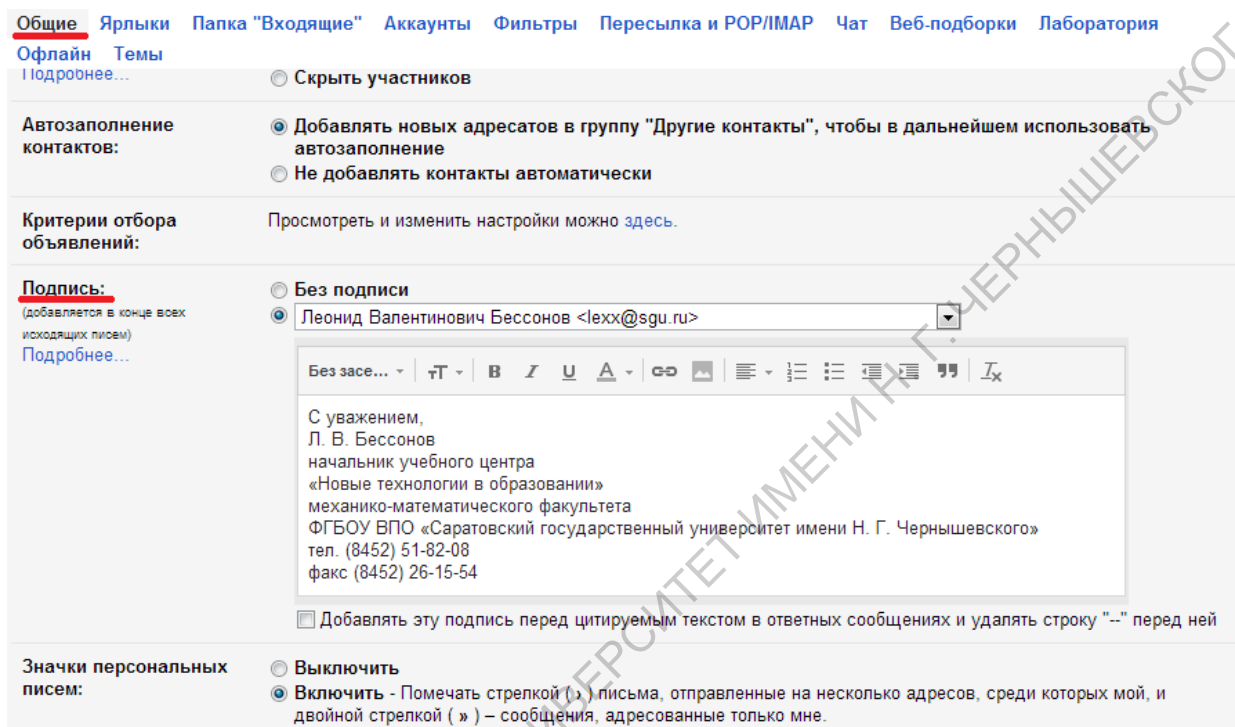 Общие Ярлыки Папка "Входящие" Аккаунты Фильтры Пересылка и POP/IMAP Чат Веб-подборки Лаборатория
Офлайн Темы
Подробнее...
Скрыть участников
Автозаполнение
контактов:
Добавлять новых адресатов в группу "Другие контакты", чтобы в дальнейшем использовать
автозаполнение
Не добавлять контакты автоматически
Критерии отбора
объявлений:
Просмотреть и изменить настройки можно здесь.
Подпись:
(добавляется в конце всех
исходящих писем)
Подробнее...
Без подписи
Леонид Валентинович Бессонов <lexx@sgu.ru>
Без засе... тТ B I U A Tx
С уважением,
Л. В. Бессонов
начальник учебного центра
«Новые технологии в образовании»
механико-математического факультета
ФГБОУ ВПО «Саратовский государственный университет имени Н. Г. Чернышевского»
тел. (8452) 51-82-08
факс (8452) 26-15-54
Добавлять эту подпись перед цитируемым текстом в ответных сообщениях и удалять строку "--" перед ней
Значки персональных
писем:
Выключить
Включить - Помечать стрелкой ( › ) письма, отправленные на несколько адресов, среди которых мой, и
двойной стрелкой ( » ) – сообщения, адресованные только мне.
ИМЕНИ Н. Г. ЧЕРНЫШЕВСКОГ